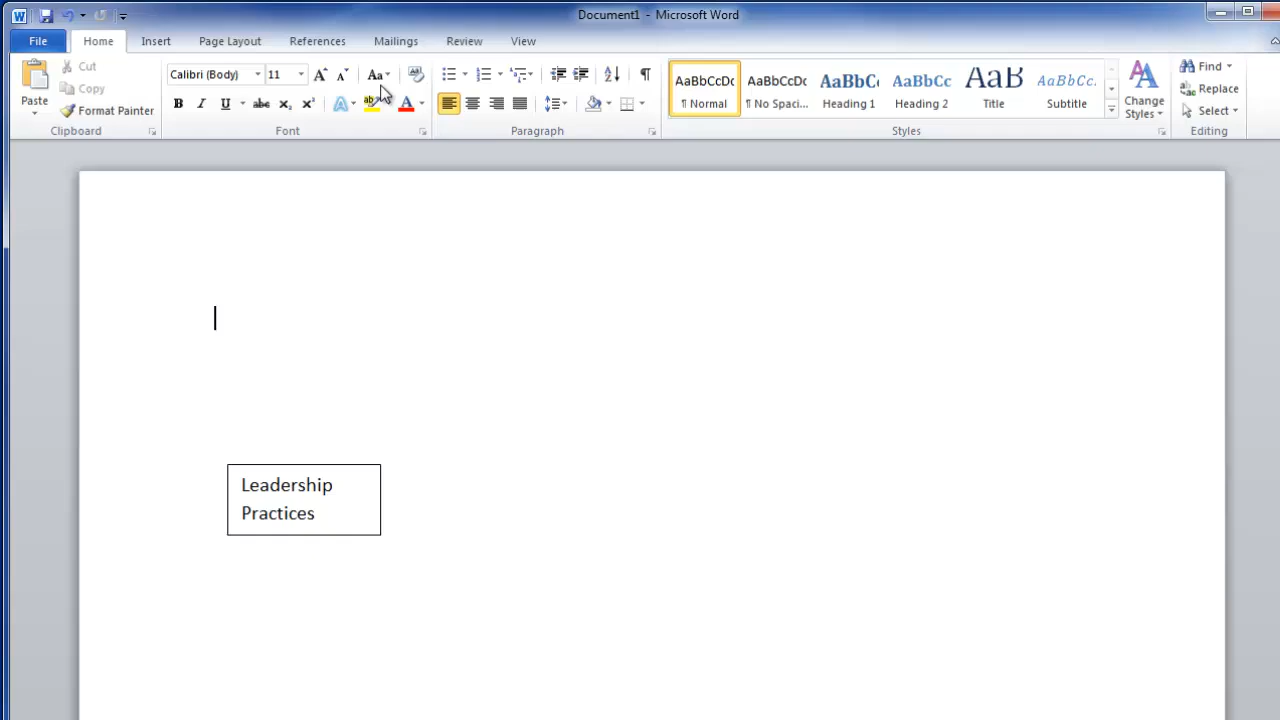 Document1 - Microsoft Word
File Home Insert Page Layout References Mailings Review View
Cut
Copy
Format Painter
Paste
Clipboard
Calibri (Body) 11
Font
Paragraph
AaBbCcDc AaBbCcDc AaBbC AaBbCc AaB AaBbCc.
¶ Normal ¶ No Spaci... Heading 1 Heading 2 Title Subtitle
Change
Styles
Styles
Find
Replace
Select
Editing
Leadership
Practices